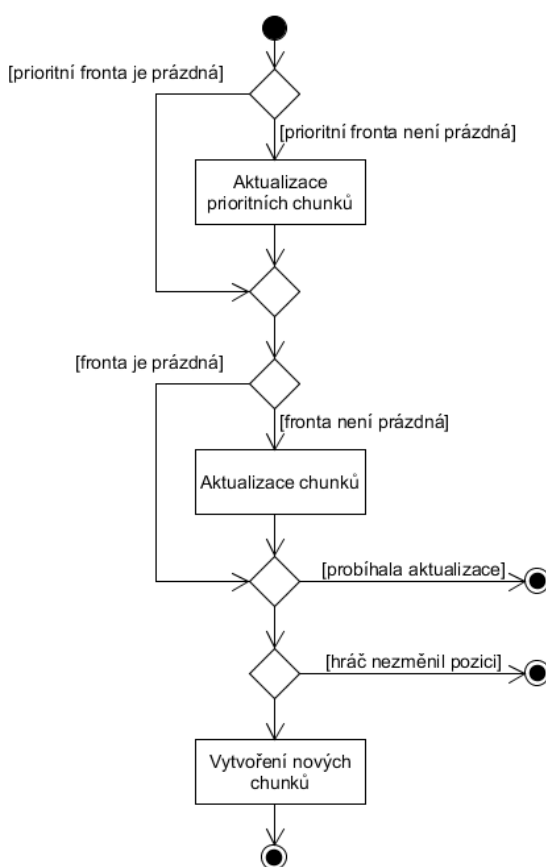 [prioritní fronta je prázdná]
[prioritní fronta není prázdná]
Aktualizace
prioritních chunků
[fronta je prázdná]
[fronta není prázdná]
Aktualizace chunků
[probíhala aktualizace]
[hráč nezměnil pozici]
Vytvoření nových
chunků